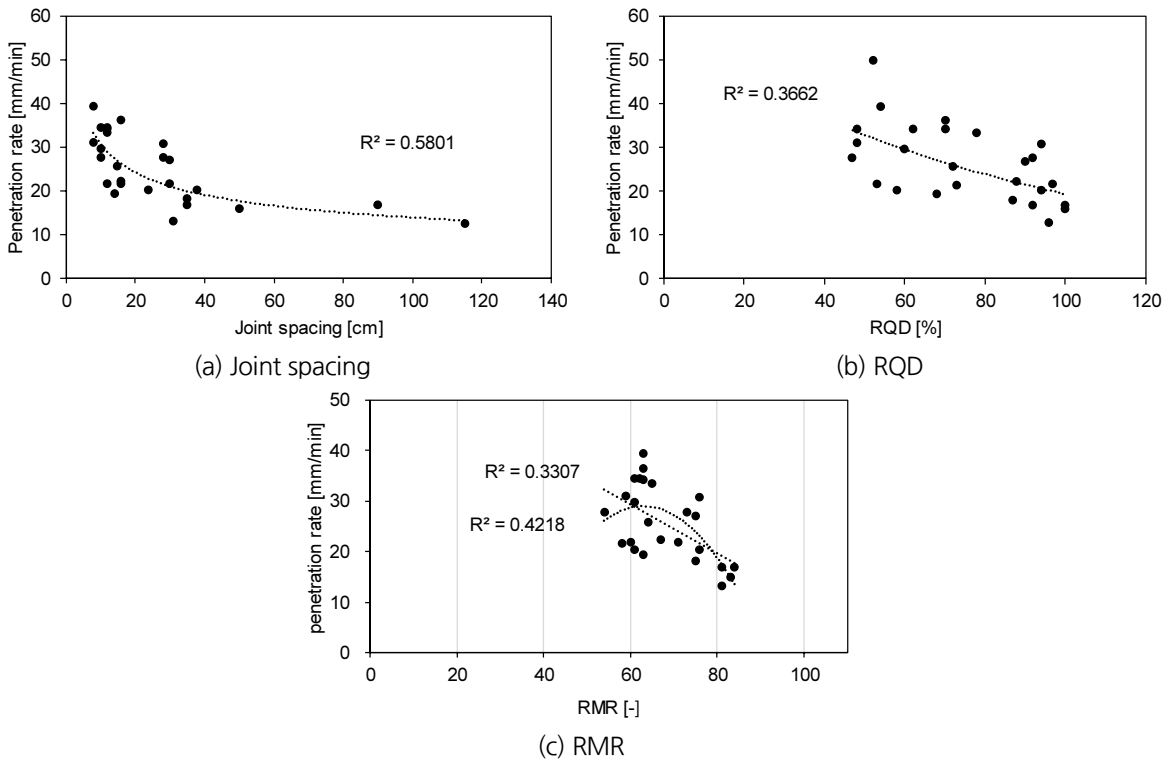 Penetration rate [mm/min]
60
50
40
30
20
10
0
R² = 0.5801
0 20 40 60 80 100 120 140
Joint spacing [cm]
(a) Joint spacing
Penetration rate [mm/min]
60
50
40
30
20
10
0
R² = 0.3662
0 20 40 60 80 100 120
RQD [%]
(b) RQD
penetration rate [mm/min]
50
40
30
20
10
0
R² = 0.3307
R² = 0.4218
0 20 40 60 80 100
RMR [-]
(c) RMR